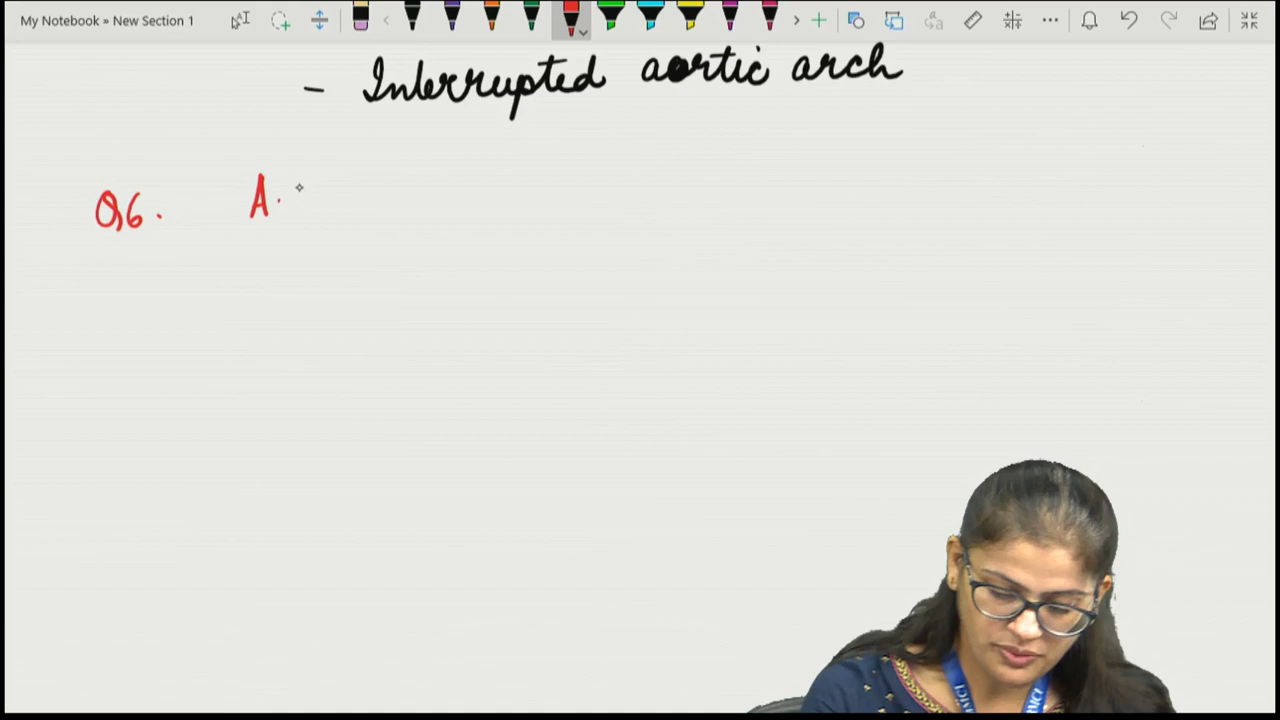 My Notebook » New Section 1
- Interrupted aortic arch
Q6. A.